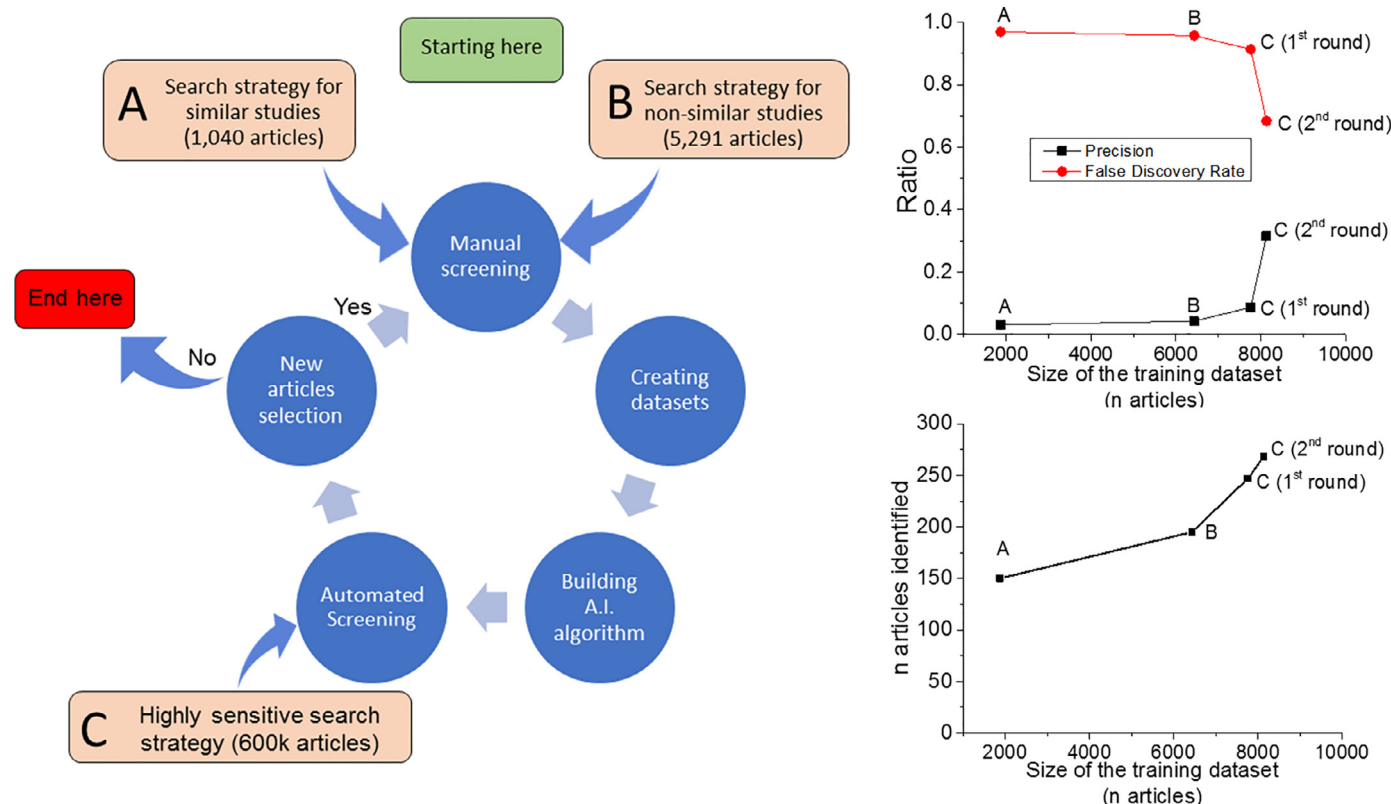 Starting here
A
Search strategy for
similar studies
(1,040 articles)
B
Search strategy for
non-similar studies
(5,291 articles)
Manual
screening
Creating
datasets
Building
A.I.
algorithm
Automated
Screening
New
articles
selection
Yes
No
End here
C
Highly sensitive search
strategy (600k articles)
1.0
0.8
0.6
0.4
0.2
0.0
Ratio
A
B
C (1st round)
C (2nd round)
Precision
False Discovery Rate
C (2nd round)
A
B
C (1st round)
2000
4000
6000
8000
10000
Size of the training dataset
(n articles)
300
250
200
150
100
50
0
n articles identified
C (2nd round)
C (1st round)
A
B
2000
4000
6000
8000
10000
Size of the training dataset
(n articles)